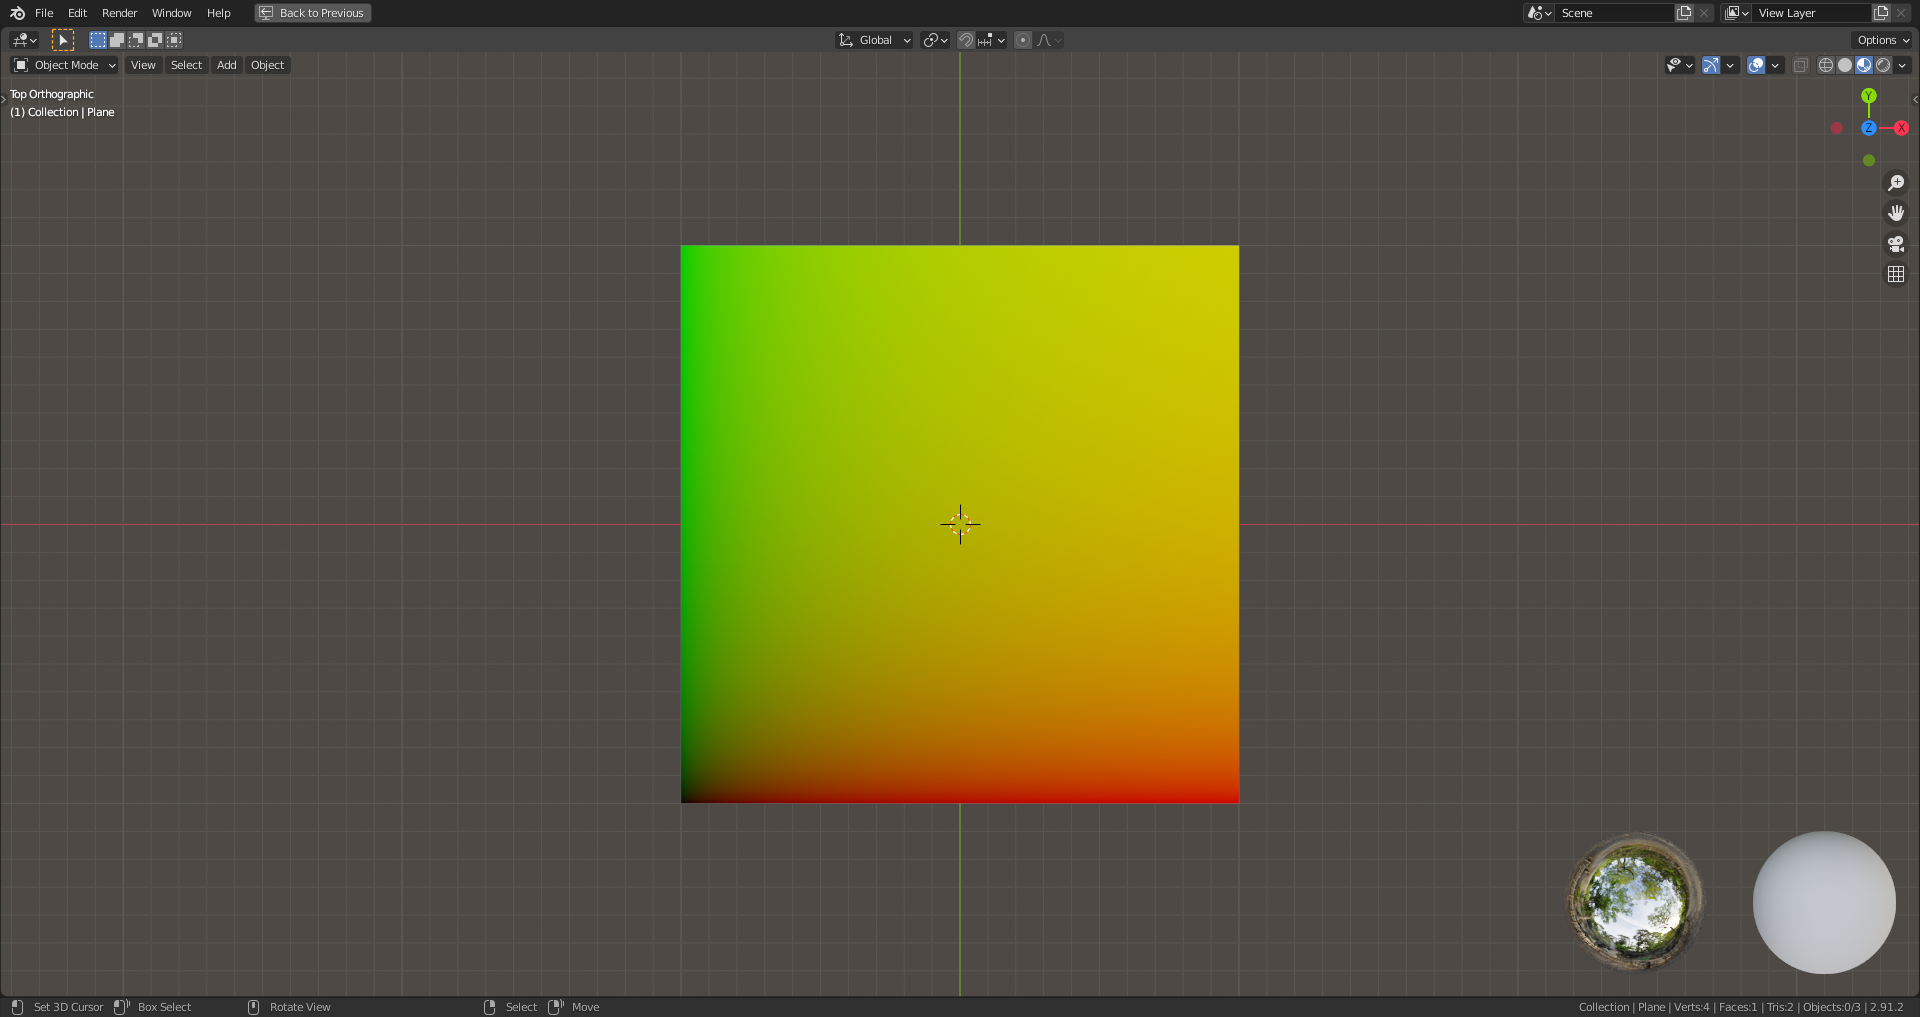 File Edit Render Window Help Back to Previous Scene View Layer
Global Options
Object Mode View Select Add Object
Top Orthographic
(1) Collection | Plane
Y
Z X
Set 3D Cursor Box Select Rotate View Select Move Collection | Plane | Verts:4 | Faces:1 | Tris:2 | Objects:0/3 | 2.91.2